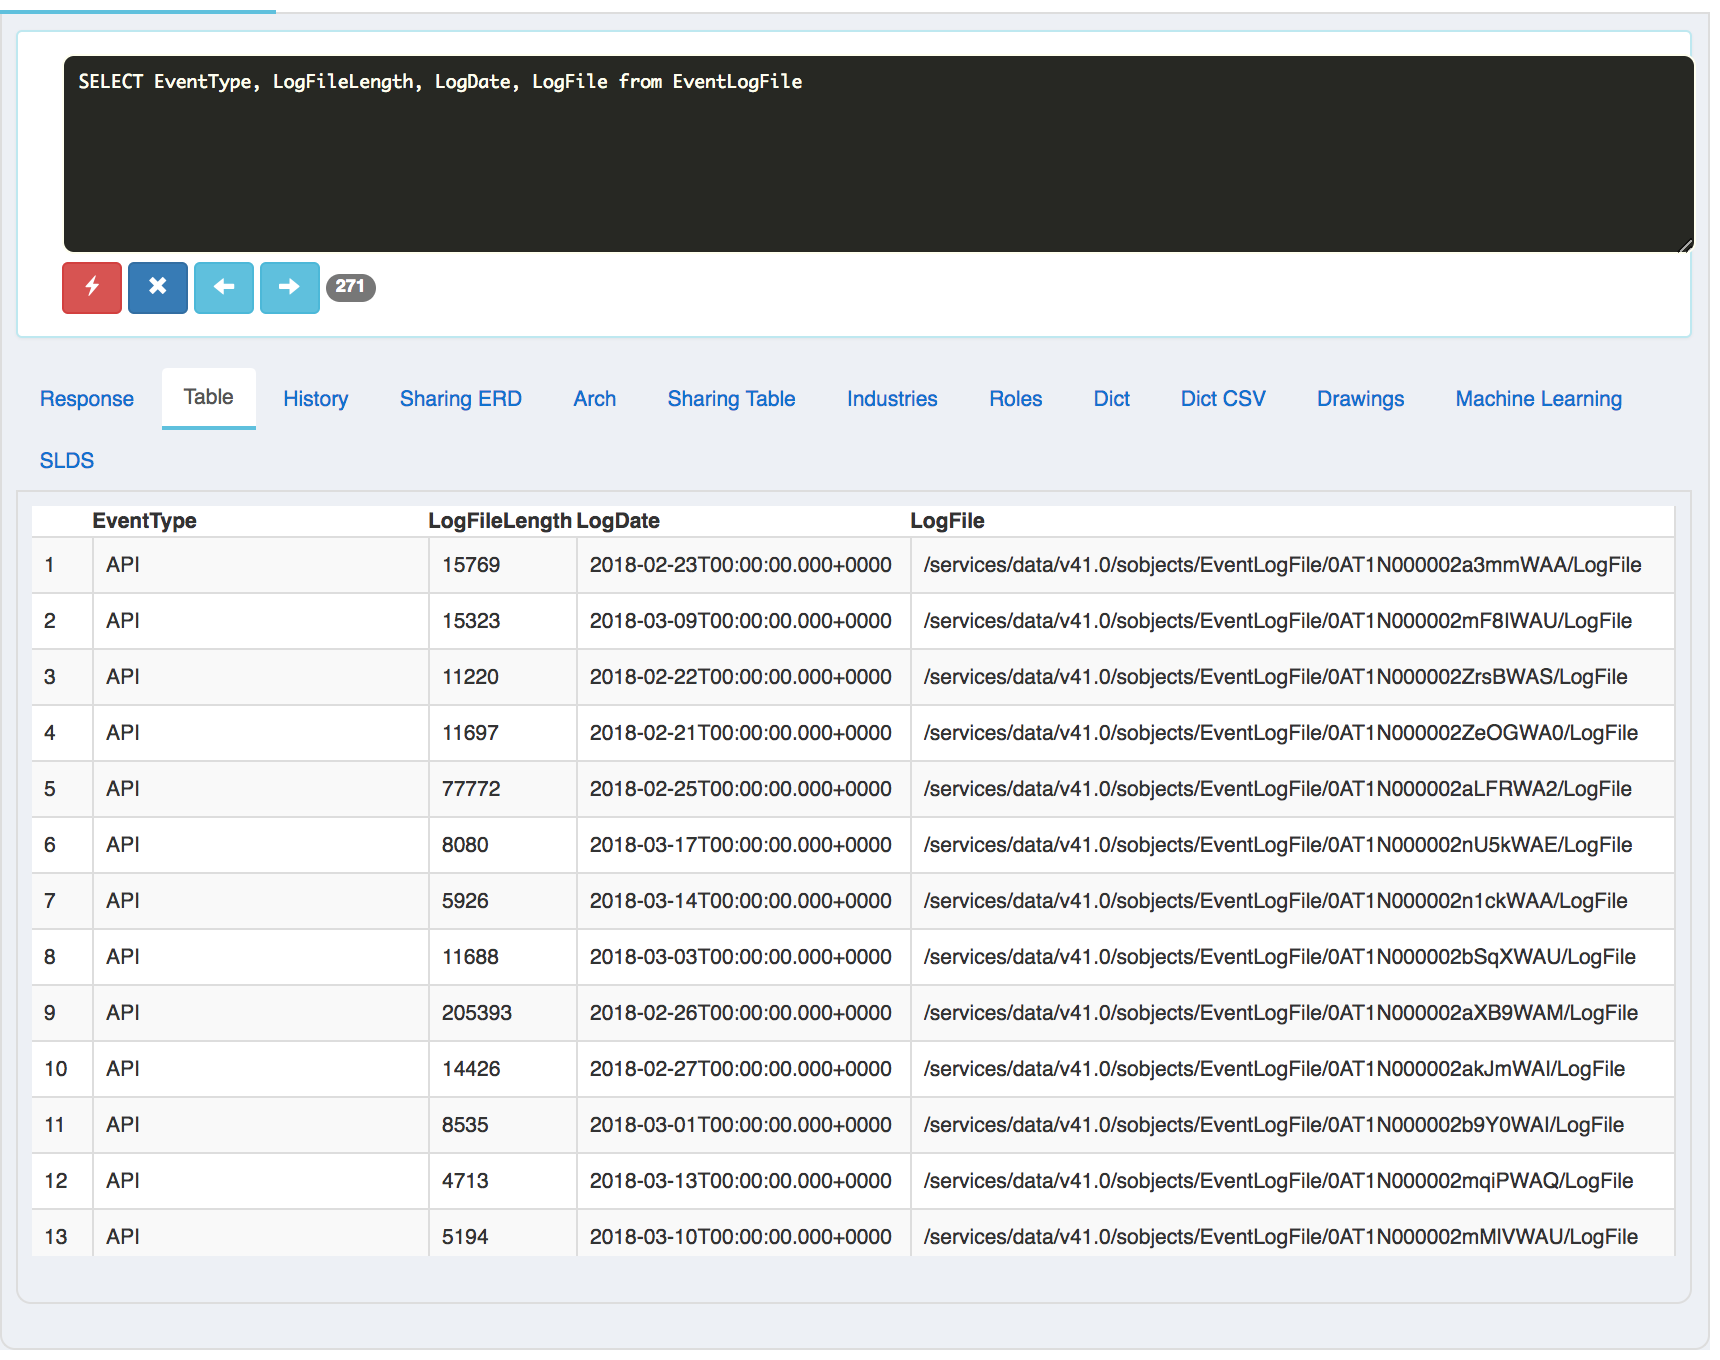 SELECT EventType, LogFileLength, LogDate, LogFile from EventLogFile
271
Response Table History Sharing ERD Arch Sharing Table Industries Roles Dict Dict CSV Drawings Machine Learning
SLDS
EventType LogFileLength LogDate LogFile
1 API 15769 2018-02-23T00:00:00.000+0000 /services/data/v41.0/sobjects/EventLogFile/0AT1N000002a3mmWAA/LogFile
2 API 15323 2018-03-09T00:00:00.000+0000 /services/data/v41.0/sobjects/EventLogFile/0AT1N000002mF8IWAU/LogFile
3 API 11220 2018-02-22T00:00:00.000+0000 /services/data/v41.0/sobjects/EventLogFile/0AT1N000002ZrsBWAS/LogFile
4 API 11697 2018-02-21T00:00:00.000+0000 /services/data/v41.0/sobjects/EventLogFile/0AT1N000002ZeOGWA0/LogFile
5 API 77772 2018-02-25T00:00:00.000+0000 /services/data/v41.0/sobjects/EventLogFile/0AT1N000002aLFRWA2/LogFile
6 API 8080 2018-03-17T00:00:00.000+0000 /services/data/v41.0/sobjects/EventLogFile/0AT1N000002nU5kWAE/LogFile
7 API 5926 2018-03-14T00:00:00.000+0000 /services/data/v41.0/sobjects/EventLogFile/0AT1N000002n1ckWAA/LogFile
8 API 11688 2018-03-03T00:00:00.000+0000 /services/data/v41.0/sobjects/EventLogFile/0AT1N000002bSqXWAU/LogFile
9 API 205393 2018-02-26T00:00:00.000+0000 /services/data/v41.0/sobjects/EventLogFile/0AT1N000002aXB9WAM/LogFile
10 API 14426 2018-02-27T00:00:00.000+0000 /services/data/v41.0/sobjects/EventLogFile/0AT1N000002akJmWAI/LogFile
11 API 8535 2018-03-01T00:00:00.000+0000 /services/data/v41.0/sobjects/EventLogFile/0AT1N000002b9Y0WAI/LogFile
12 API 4713 2018-03-13T00:00:00.000+0000 /services/data/v41.0/sobjects/EventLogFile/0AT1N000002mqiPWAQ/LogFile
13 API 5194 2018-03-10T00:00:00.000+0000 /services/data/v41.0/sobjects/EventLogFile/0AT1N000002mMlVWAU/LogFile